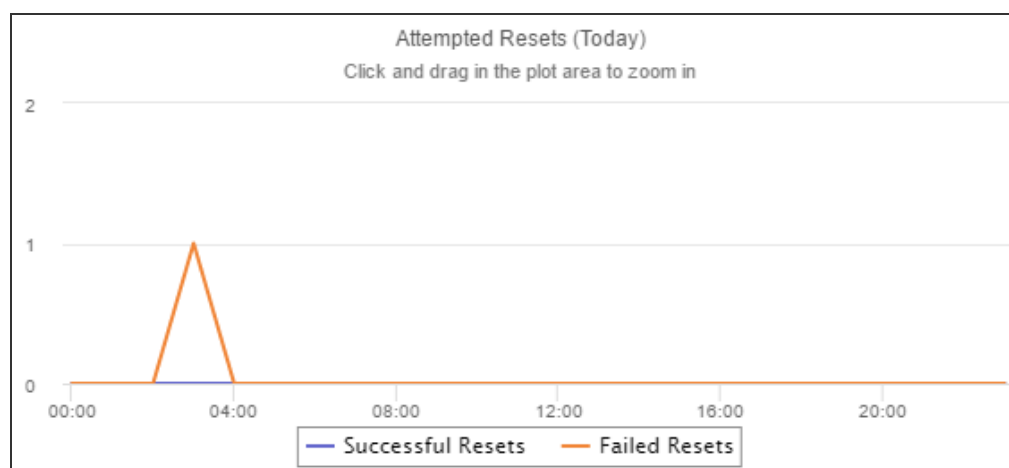 Attempted Resets (Today)
Click and drag in the plot area to zoom in
2
1
0
00:00 04:00 08:00 12:00 16:00 20:00
Successful Resets Failed Resets